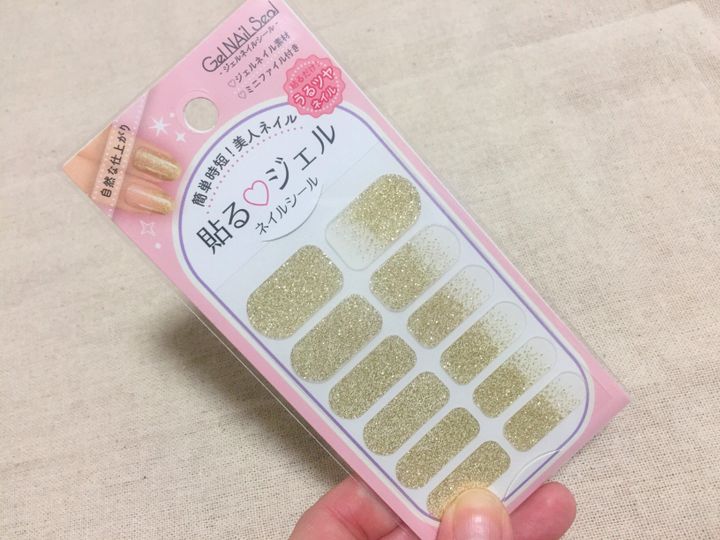 Gel NAil Seal
-ジェルネイルシール-
♡ジェルネイル素材
♡ミニファイル付き
貼るだけ
うるツヤ
ネイル
自然な仕上がり
簡単時短!美人ネイル
貼る♡ジェル
ネイルシール